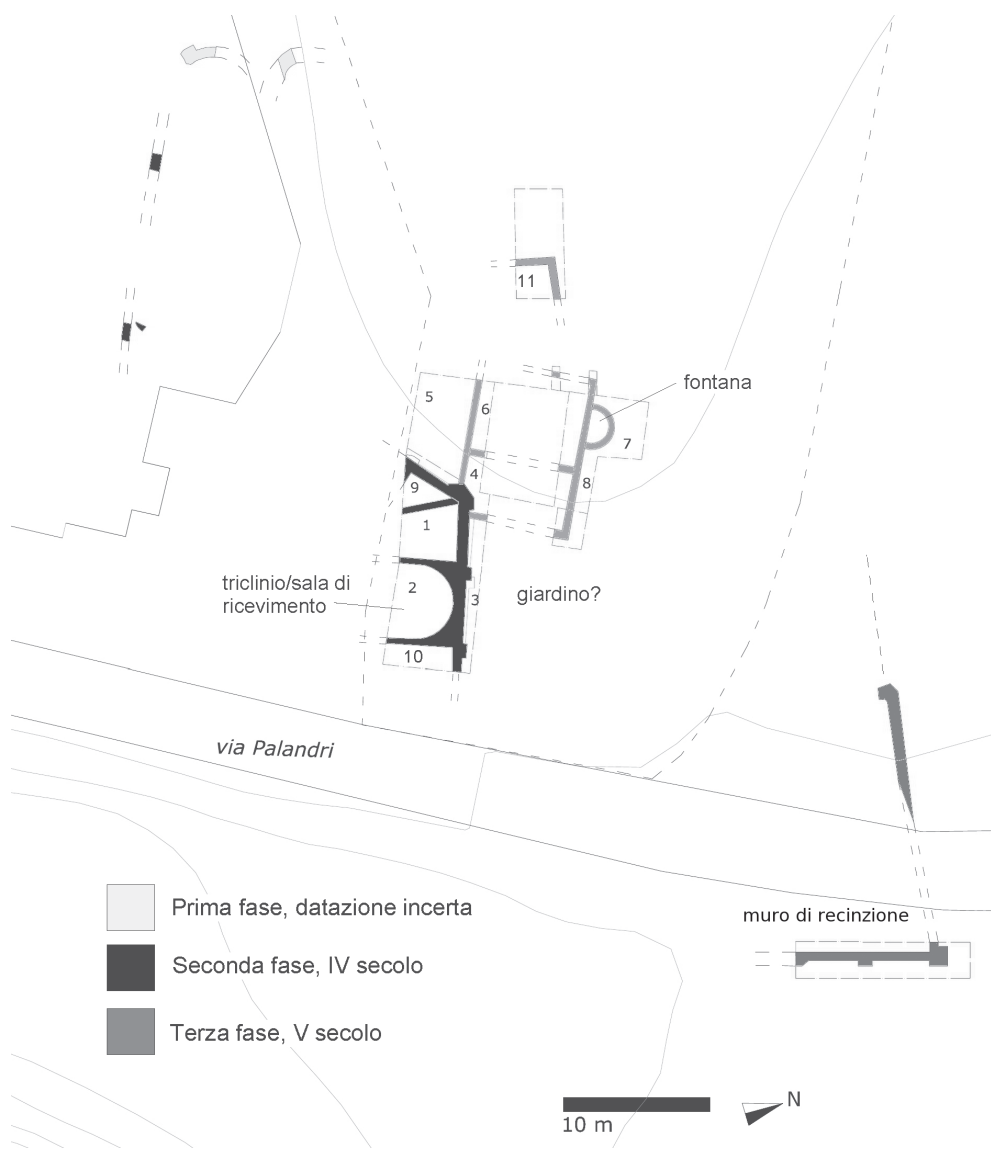 11
5
6
fontana
7
4
9
8
1
triclinio/sala di
ricevimento
2
3
giardino?
10
via Palandri
Prima fase, datazione incerta
muro di recinzione
Seconda fase, IV secolo
Terza fase, V secolo
N
10 m